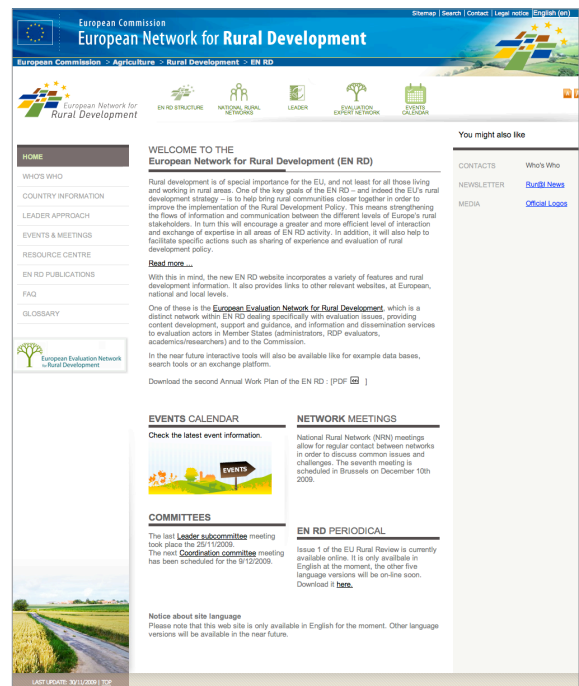 Sitemap | Search | Contact | Legal notice |English (en)
European Commission
European Network for Rural Development
European Commission > Agriculture > Rural Development > EN RD
European Network for
Rural Development
EN RD STRUCTURE
NATIONAL RURAL
NETWORKS
LEADER
EVALUATION
EXPERT NETWORK
EVENTS
CALENDAR
HOME
WHO'S WHO
COUNTRY INFORMATION
LEADER APPROACH
EVENTS & MEETINGS
RESOURCE CENTRE
EN RD PUBLICATIONS
FAQ
GLOSSARY
European Evaluation Network
for Rural Development
WELCOME TO THE
European Network for Rural Development (EN RD)
Rural development is of special importance for the EU, and not least for all those living
and working in rural areas. One of the key goals of the EN RD – and indeed the EU's rural
development strategy – is to help bring rural communities closer together in order to
improve the implementation of the Rural Development Policy. This means strengthening
the flows of information and communication between the different levels of Europe's rural
stakeholders. In turn this will encourage a greater and more efficient level of interaction
and exchange of expertise in all areas of EN RD activity. In addition, it will also help to
facilitate specific actions such as sharing of experience and evaluation of rural
development policy.
Read more ...
With this in mind, the new EN RD website incorporates a variety of features and rural
development information. It also provides links to other relevant websites, at European,
national and local levels.
One of these is the European Evaluation Network for Rural Development, which is a
distinct network within EN RD dealing specifically with evaluation issues, providing
content development, support and guidance, and information and dissemination services
to evaluation actors in Member States (administrators, RDP evaluators,
academics/researchers) and to the Commission.
In the near future interactive tools will also be available like for example data bases,
search tools or an exchange platform.
Download the second Annual Work Plan of the EN RD : [PDF en ]
EVENTS CALENDAR
Check the latest event information.
EVENTS
COMMITTEES
The last Leader subcommittee meeting
took place the 25/11/2009.
The next Coordination committee meeting
has been scheduled for the 9/12/2009.
NETWORK MEETINGS
National Rural Network (NRN) meetings
allow for regular contact between networks
in order to discuss common issues and
challenges. The seventh meeting is
scheduled in Brussels on December 10th
2009.
EN RD PERIODICAL
Issue 1 of the EU Rural Review is currently
available online. It is only availbale in
English at the moment, the other five
language versions will be on-line soon.
Download it here.
Notice about site language
Please note that this web site is only available in English for the moment. Other language
versions will be available in the near future.
You might also like
CONTACTS Who's Who
NEWSLETTER News
MEDIA Official Logos
LAST UPDATE: 30/11/2009 | TOP